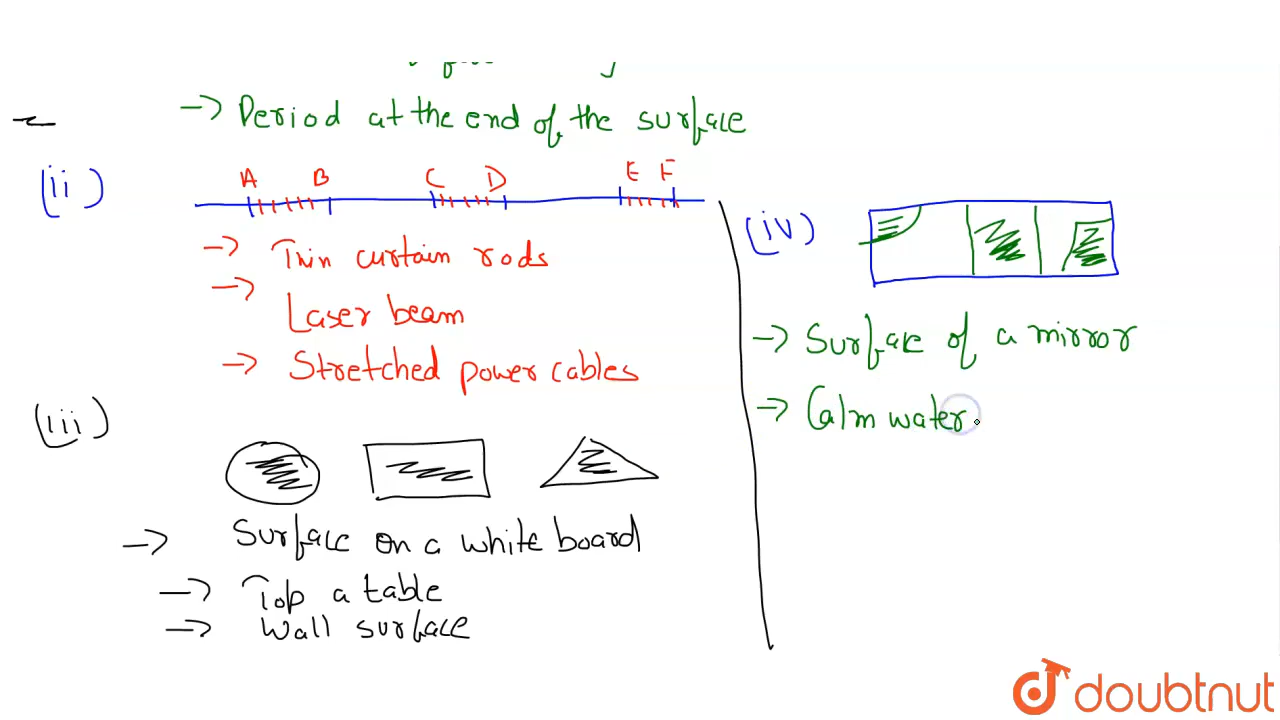 -> Period at the end of the surface
(ii)
A B C D E F
-> Thin curtain rods
-> Laser beam
-> Stretched power cables
(iii)
-> Surface on a white board
-> Top a table
-> Wall surface
(iv)
-> Surface of a mirror
-> Calm water.
doubtnut